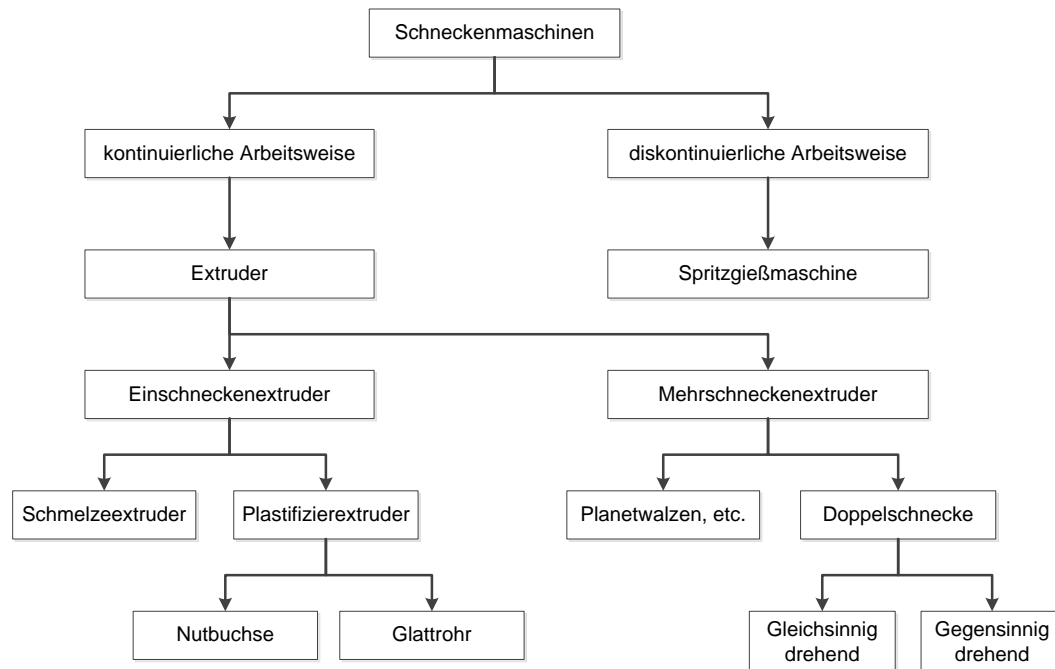 Schneckenmaschinen
kontinuierliche Arbeitsweise
diskontinuierliche Arbeitsweise
Extruder
Spritzgießmaschine
Einschneckenextruder
Mehrschneckenextruder
Schmelzeextruder
Plastifizierextruder
Planetwalzen, etc.
Doppelschnecke
Nutbuchse
Glattrohr
Gleichsinnig
drehend
Gegensinnig
drehend